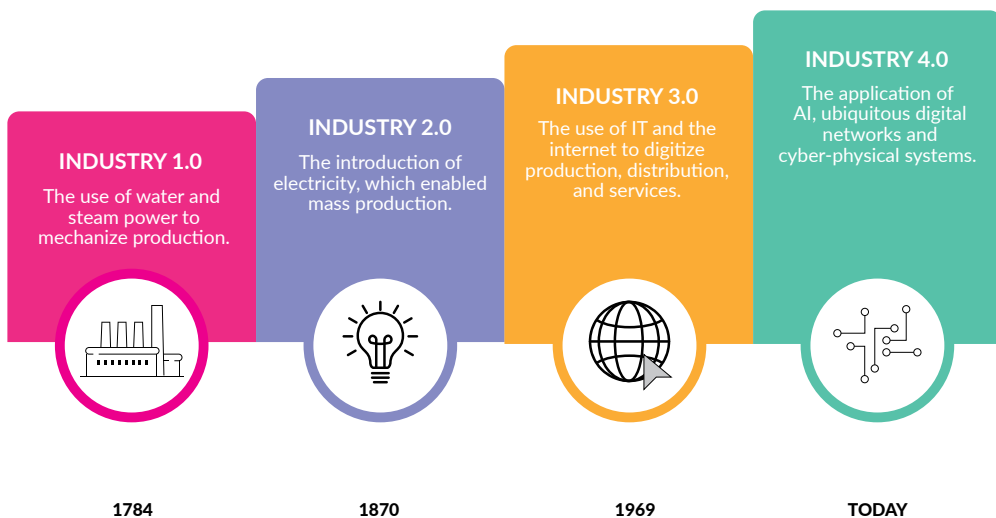 INDUSTRY 1.0
The use of water and
steam power to
mechanize production.
INDUSTRY 2.0
The introduction of
electricity, which enabled
mass production.
INDUSTRY 3.0
The use of IT and the
internet to digitize
production, distribution,
and services.
INDUSTRY 4.0
The application of
AI, ubiquitous digital
networks and
cyber-physical systems.
1784
1870
1969
TODAY